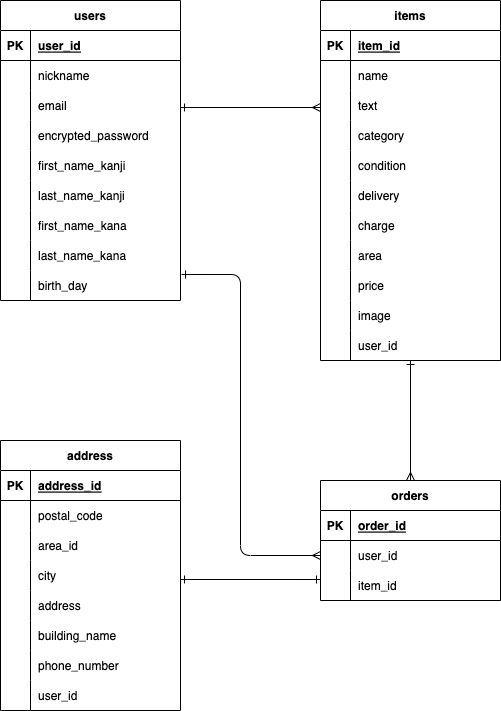 users
PK user_id
nickname
email
encrypted_password
first_name_kanji
last_name_kanji
first_name_kana
last_name_kana
birth_day
items
PK item_id
name
text
category
condition
delivery
charge
area
price
image
user_id
address
PK address_id
postal_code
area_id
city
address
building_name
phone_number
user_id
orders
PK order_id
user_id
item_id